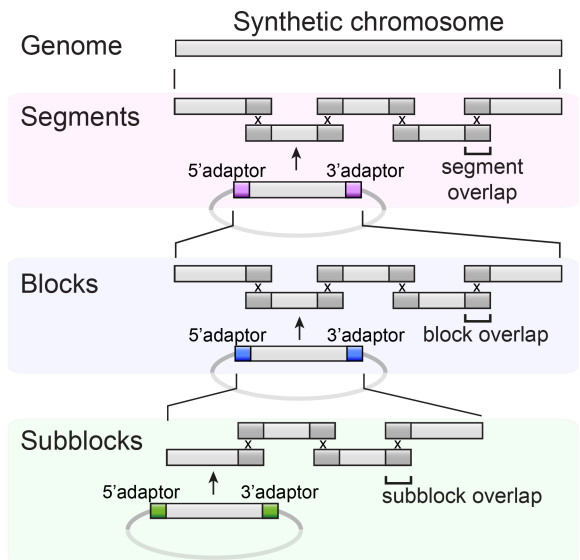 Synthetic chromosome
Genome
Segments
x x x x x
5'adaptor 3'adaptor
segment
overlap
Blocks
x x x x x
5'adaptor 3'adaptor
block overlap
Subblocks
x x x
5'adaptor 3'adaptor
subblock overlap